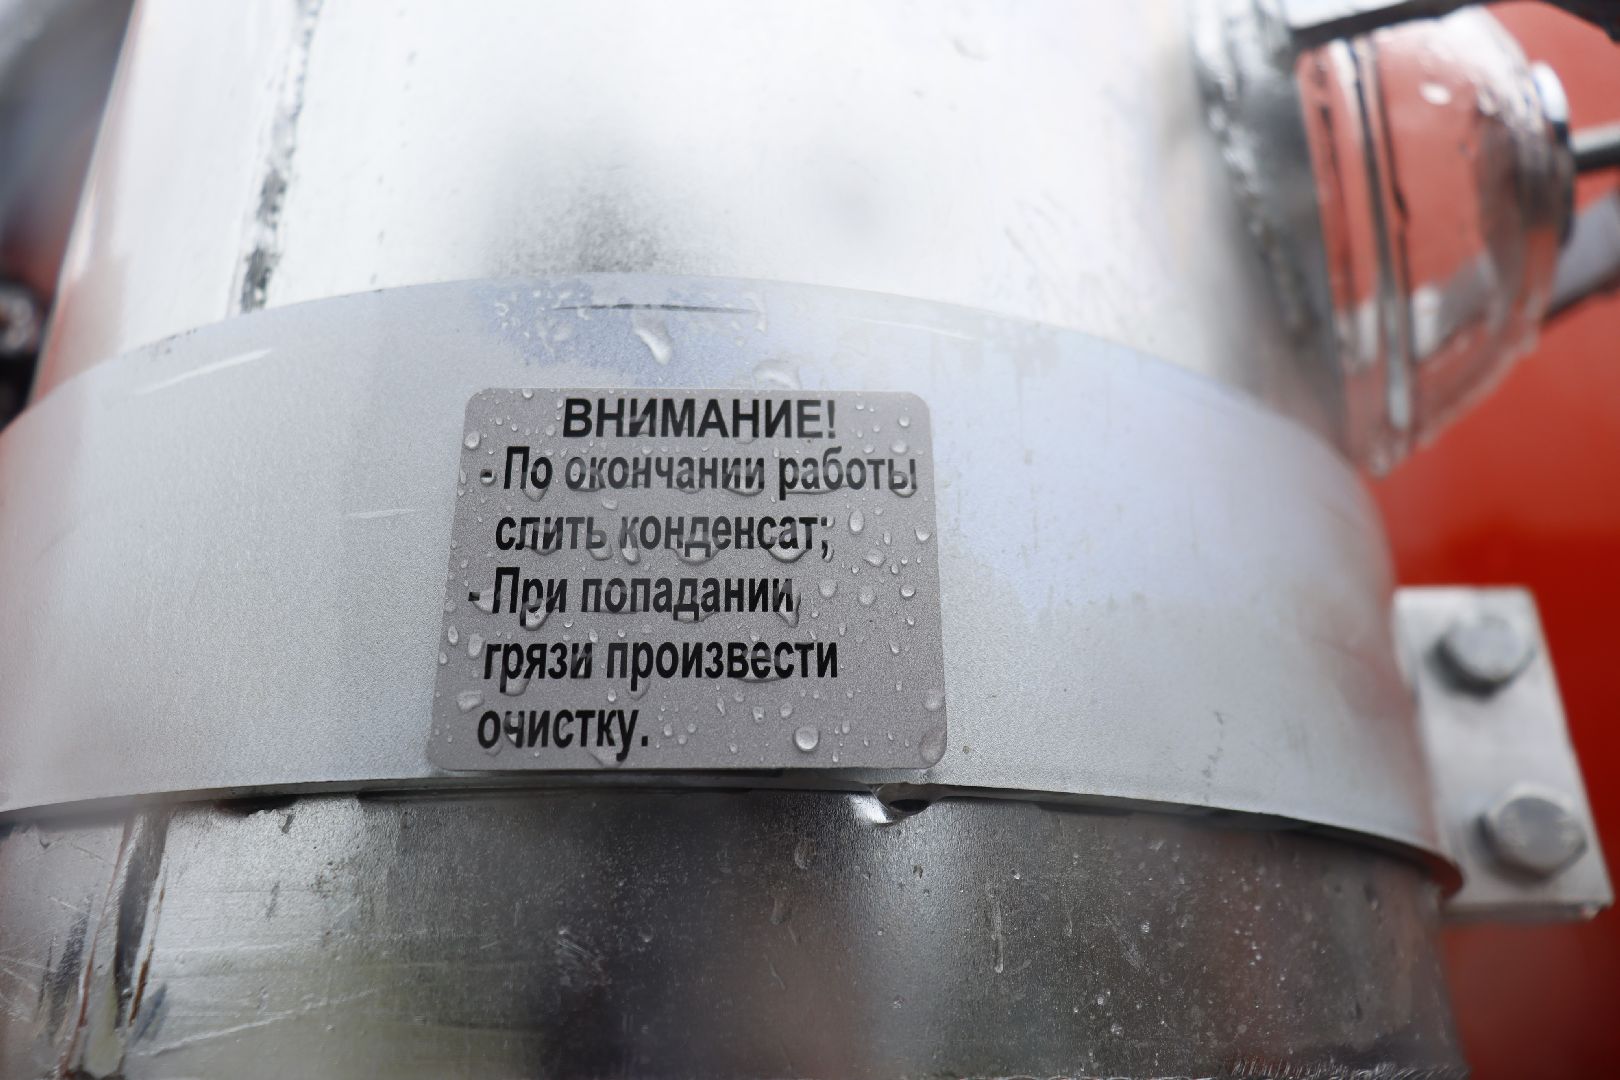 ВНИМАНИЕ!
- По окончании работы
слить конденсат;
- При попадании
грязи произвести
очистку.